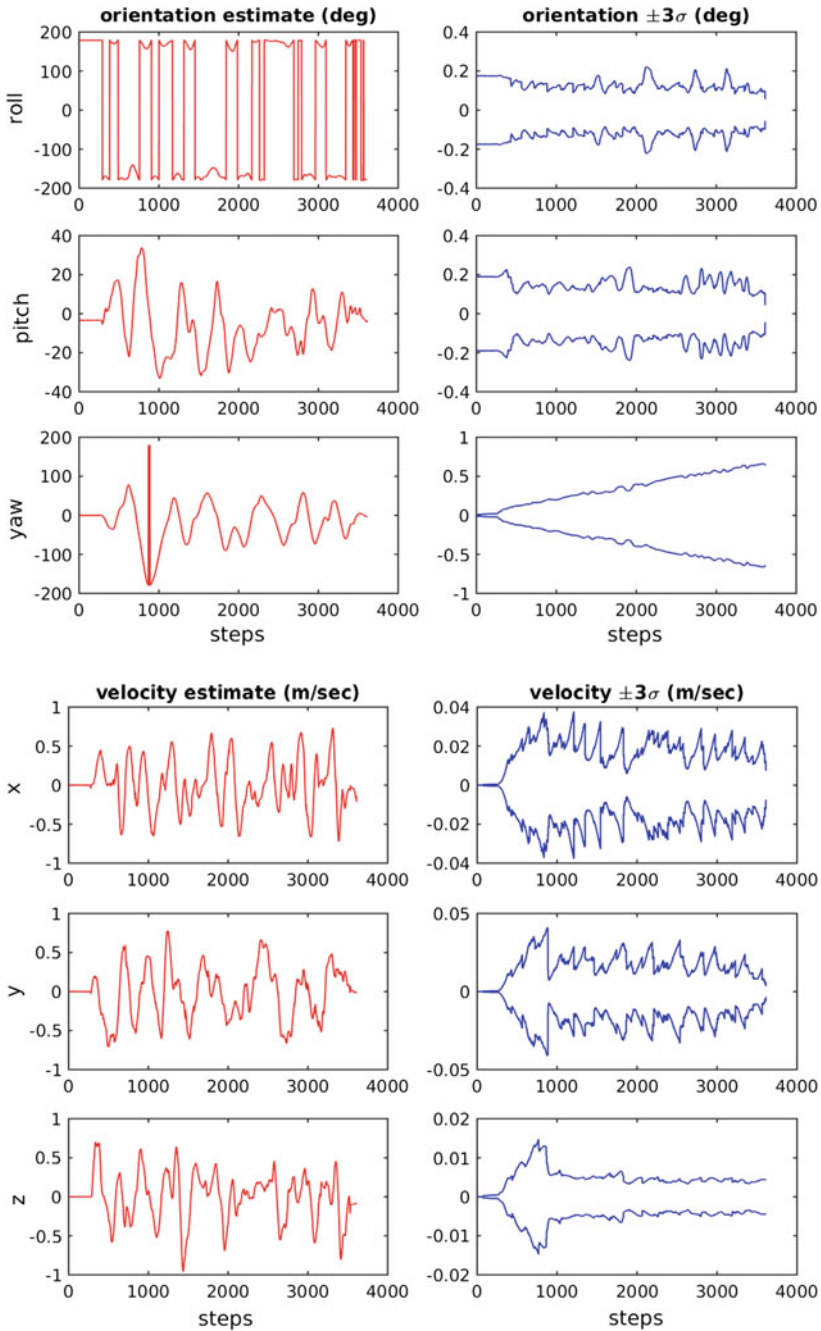 orientation estimate (deg)
orientation ±3σ (deg)
200
100
0
-100
-200
roll
0 1000 2000 3000 4000
0.4
0.2
0
-0.2
-0.4
0 1000 2000 3000 4000
40
20
0
-20
-40
pitch
0 1000 2000 3000 4000
0.4
0.2
0
-0.2
-0.4
0 1000 2000 3000 4000
200
100
0
-100
-200
yaw
0 1000 2000 3000 4000
steps
1
0.5
0
-0.5
-1
0 1000 2000 3000 4000
steps
velocity estimate (m/sec)
velocity ±3σ (m/sec)
1
0.5
0
-0.5
-1
x
0 1000 2000 3000 4000
0.04
0.02
0
-0.02
-0.04
0 1000 2000 3000 4000
1
0.5
0
-0.5
-1
y
0 1000 2000 3000 4000
0.05
0
-0.05
0 1000 2000 3000 4000
1
0.5
0
-0.5
-1
z
0 1000 2000 3000 4000
steps
0.02
0.01
0
-0.01
-0.02
0 1000 2000 3000 4000
steps